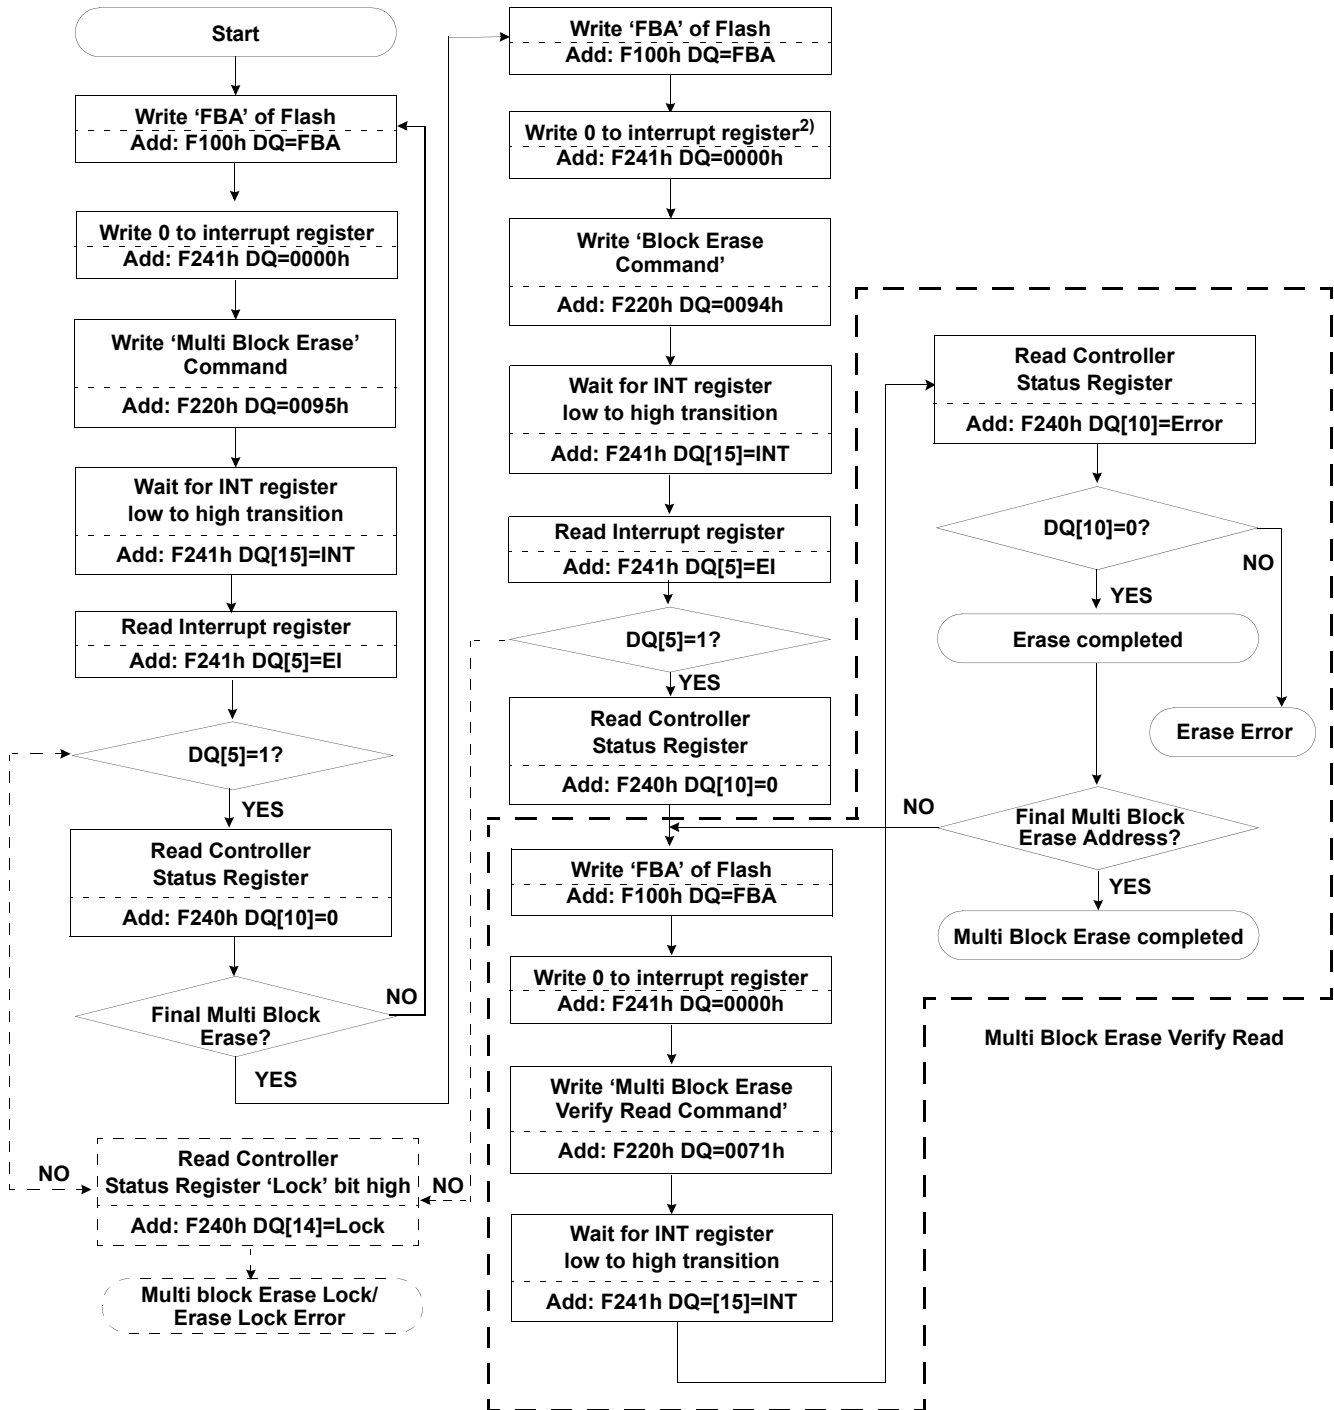 Start
Write ‘FBA’ of Flash
Add: F100h DQ=FBA
Write 0 to interrupt register
Add: F241h DQ=0000h
Write ‘Multi Block Erase’
Command
Add: F220h DQ=0095h
Wait for INT register
low to high transition
Add: F241h DQ[15]=INT
Read Interrupt register
Add: F241h DQ[5]=EI
DQ[5]=1?
YES
Read Controller
Status Register
Add: F240h DQ[10]=0
Final Multi Block
Erase?
NO
YES
NO
Read Controller
Status Register ‘Lock’ bit high
Add: F240h DQ[14]=Lock
NO
Multi block Erase Lock/
Erase Lock Error
Write ‘FBA’ of Flash
Add: F100h DQ=FBA
Write 0 to interrupt register2)
Add: F241h DQ=0000h
Write ‘Block Erase
Command’
Add: F220h DQ=0094h
Wait for INT register
low to high transition
Add: F241h DQ[15]=INT
Read Interrupt register
Add: F241h DQ[5]=EI
DQ[5]=1?
YES
Read Controller
Status Register
Add: F240h DQ[10]=0
Write ‘FBA’ of Flash
Add: F100h DQ=FBA
Write 0 to interrupt register
Add: F241h DQ=0000h
Write ‘Multi Block Erase
Verify Read Command’
Add: F220h DQ=0071h
Wait for INT register
low to high transition
Add: F241h DQ=[15]=INT
Read Controller
Status Register
Add: F240h DQ[10]=Error
DQ[10]=0?
NO
YES
Erase completed
Erase Error
NO
Final Multi Block
Erase Address?
YES
Multi Block Erase completed
Multi Block Erase Verify Read